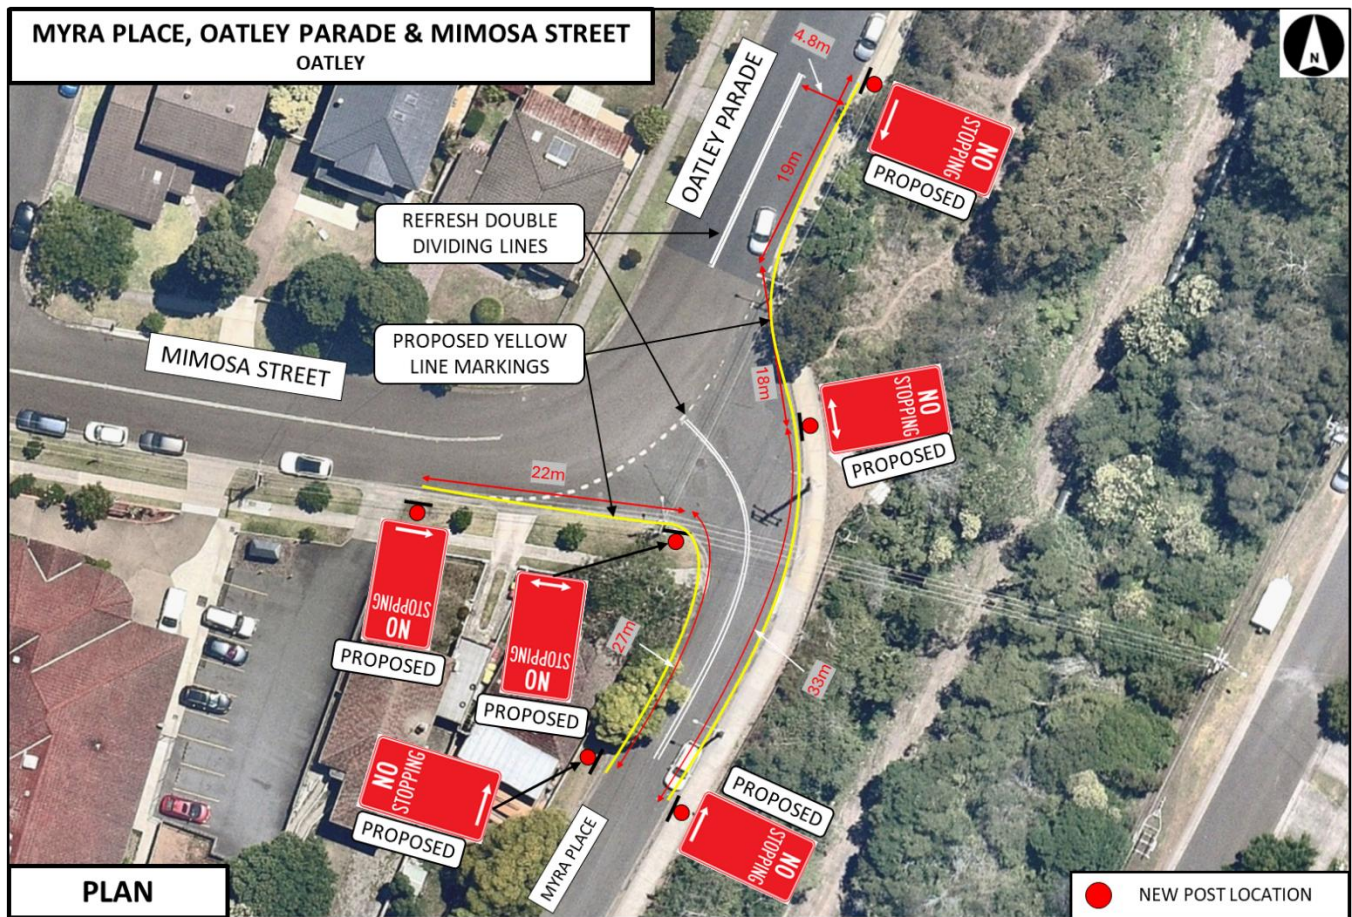 MYRA PLACE, OATLEY PARADE & MIMOSA STREET
OATLEY
N
4.8m
OATLEY PARADE
NO
STOPPING
PROPOSED
19m
REFRESH DOUBLE
DIVIDING LINES
PROPOSED YELLOW
LINE MARKINGS
MIMOSA STREET
18m
NO
STOPPING
PROPOSED
22m
NO
STOPPING
PROPOSED
NO
STOPPING
PROPOSED
27m
33m
NO
STOPPING
PROPOSED
MYRA PLACE
PROPOSED
NO
STOPPING
PLAN
NEW POST LOCATION